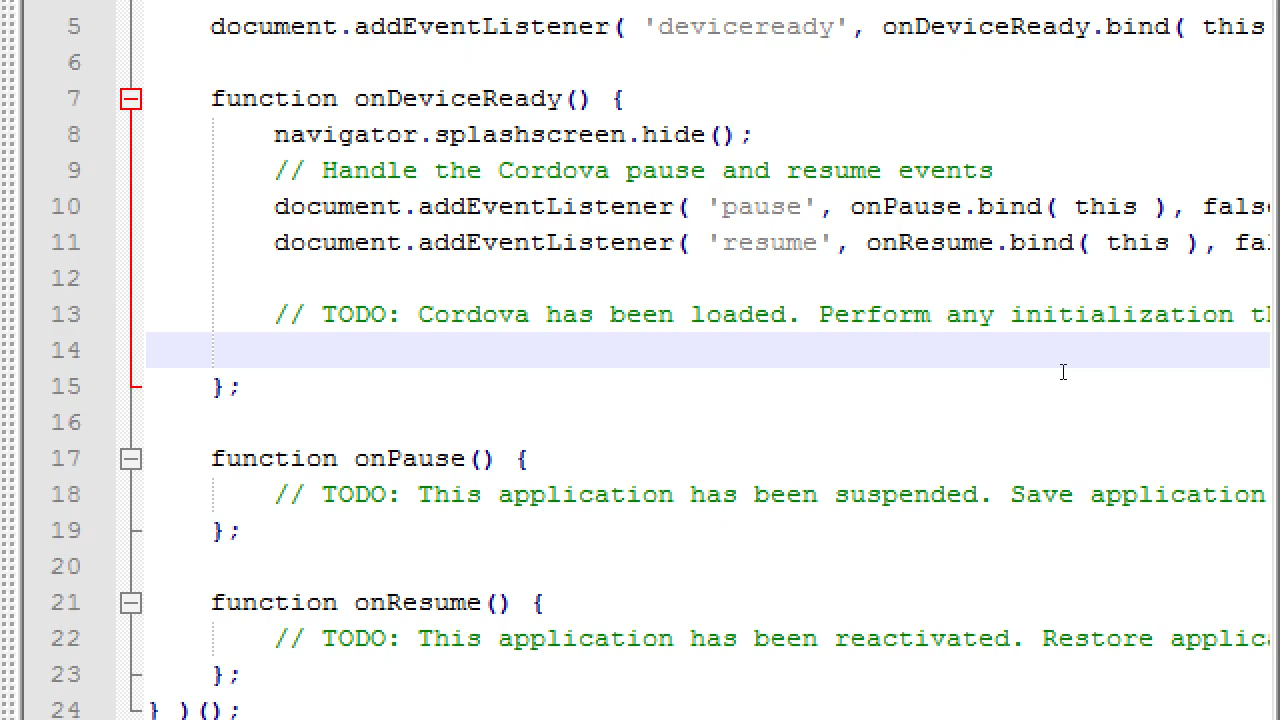 5 document.addEventListener( 'deviceready', onDeviceReady.bind( this
6
7 function onDeviceReady() {
8 navigator.splashscreen.hide();
9 // Handle the Cordova pause and resume events
10 document.addEventListener( 'pause', onPause.bind( this ), false
11 document.addEventListener( 'resume', onResume.bind( this ), fal
12
13 // TODO: Cordova has been loaded. Perform any initialization th
14
15 };
16
17 function onPause() {
18 // TODO: This application has been suspended. Save application
19 };
20
21 function onResume() {
22 // TODO: This application has been reactivated. Restore applica
23 };
24 } )();